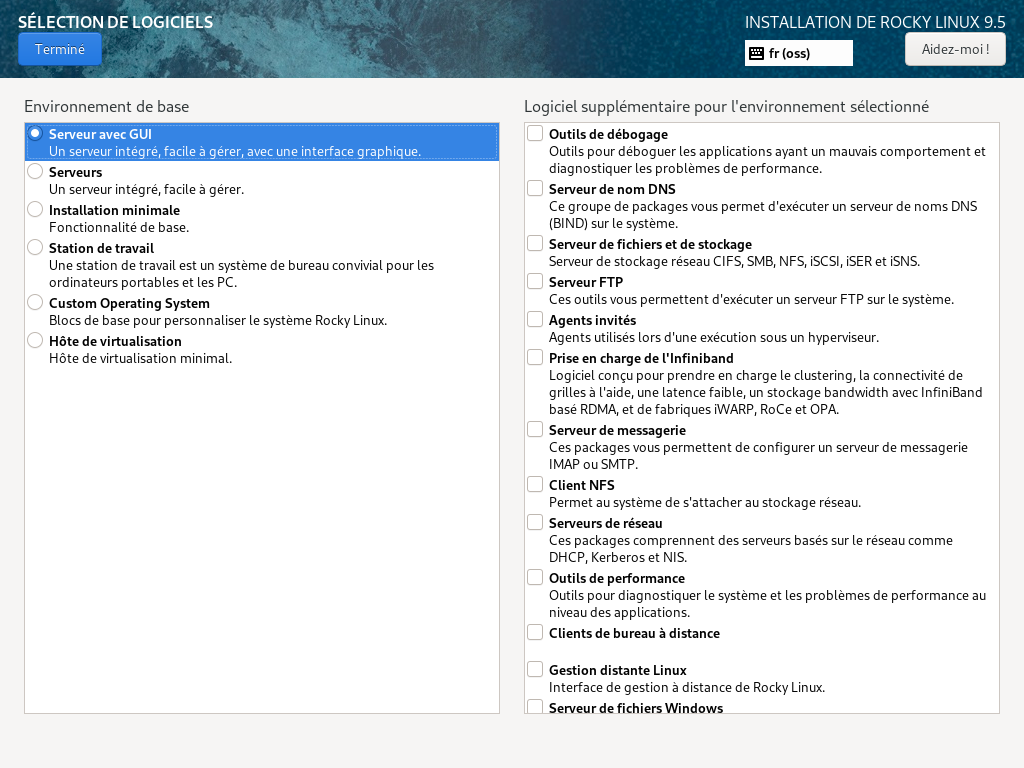 SÉLECTION DE LOGICIELS
INSTALLATION DE ROCKY LINUX 9.5
Terminé
fr (oss)
Aidez-moi !
Environnement de base
Serveur avec GUI
Un serveur intégré, facile à gérer, avec une interface graphique.
Serveurs
Un serveur intégré, facile à gérer.
Installation minimale
Fonctionnalité de base.
Station de travail
Une station de travail est un système de bureau convivial pour les
ordinateurs portables et les PC.
Custom Operating System
Blocs de base pour personnaliser le système Rocky Linux.
Hôte de virtualisation
Hôte de virtualisation minimal.
Logiciel supplémentaire pour l'environnement sélectionné
Outils de débogage
Outils pour déboguer les applications ayant un mauvais comportement et
diagnostiquer les problèmes de performance.
Serveur de nom DNS
Ce groupe de packages vous permet d'exécuter un serveur de noms DNS
(BIND) sur le système.
Serveur de fichiers et de stockage
Serveur de stockage réseau CIFS, SMB, NFS, iSCSI, iSER et iSNS.
Serveur FTP
Ces outils vous permettent d'exécuter un serveur FTP sur le système.
Agents invités
Agents utilisés lors d'une exécution sous un hyperviseur.
Prise en charge de l'Infiniband
Logiciel conçu pour prendre en charge le clustering, la connectivité de
grilles à l'aide, une latence faible, un stockage bandwidth avec InfiniBand
basé RDMA, et de fabriques iWARP, RoCe et OPA.
Serveur de messagerie
Ces packages vous permettent de configurer un serveur de messagerie
IMAP ou SMTP.
Client NFS
Permet au système de s'attacher au stockage réseau.
Serveurs de réseau
Ces packages comprennent des serveurs basés sur le réseau comme
DHCP, Kerberos et NIS.
Outils de performance
Outils pour diagnostiquer le système et les problèmes de performance au
niveau des applications.
Clients de bureau à distance
Gestion distante Linux
Interface de gestion à distance de Rocky Linux.
Serveur de fichiers Windows